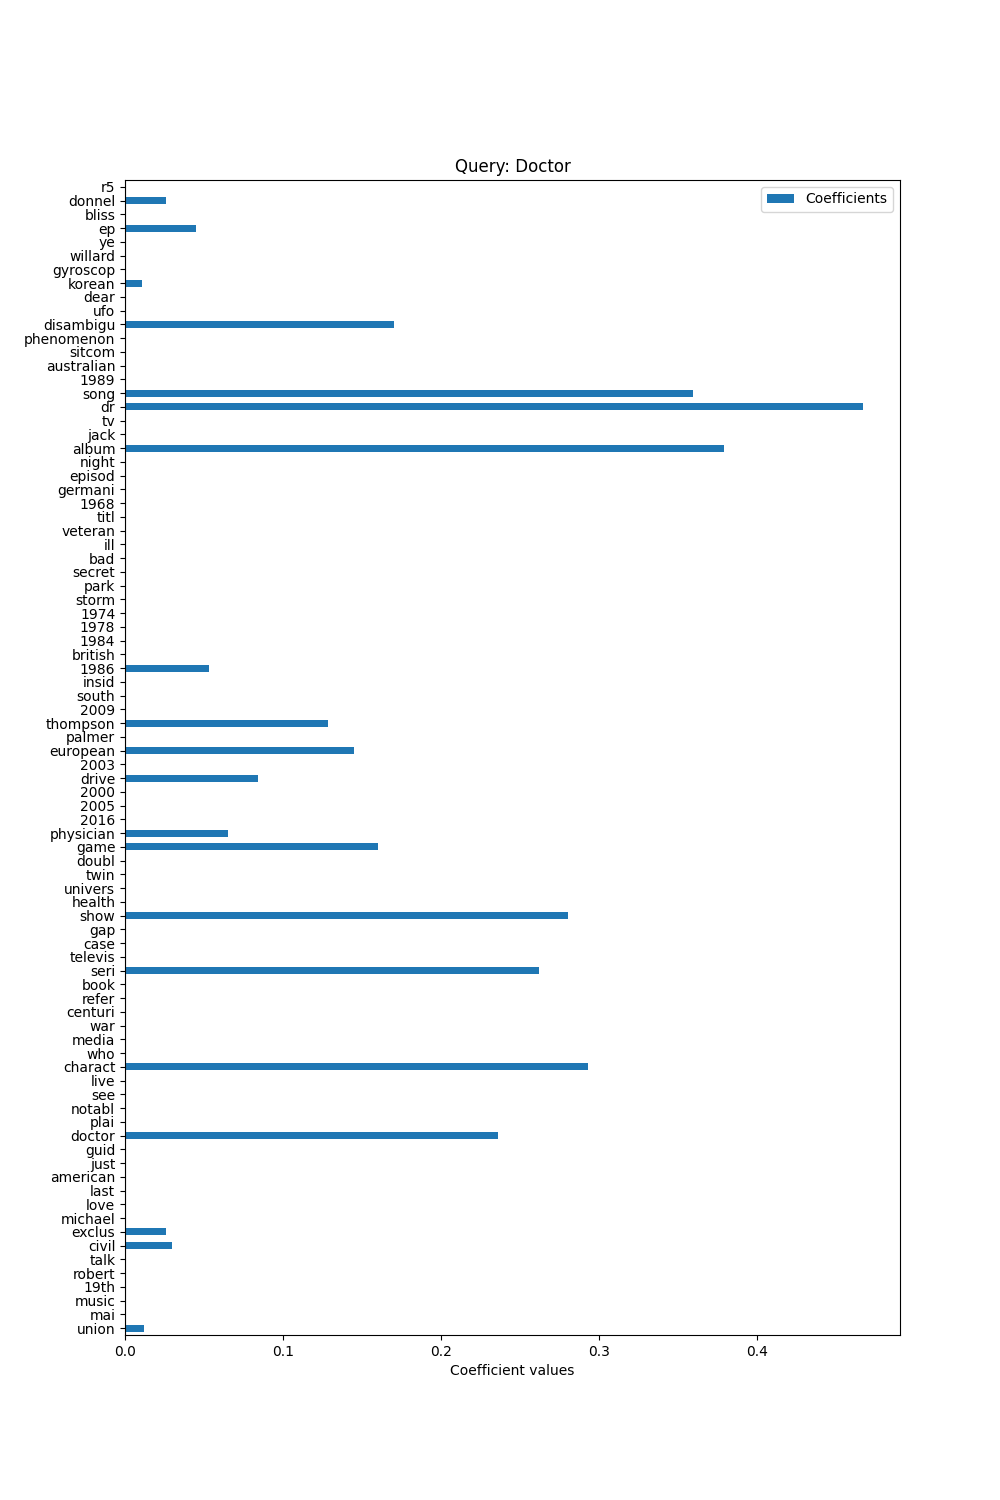 Query: Doctor
Coefficients
r5
donnel
bliss
ep
ye
willard
gyroscop
korean
dear
ufo
disambigu
phenomenon
sitcom
australian
1989
song
dr
tv
jack
album
night
episod
germani
1968
titl
veteran
ill
bad
secret
park
storm
1974
1978
1984
british
1986
insid
south
2009
thompson
palmer
european
2003
drive
2000
2005
2016
physician
game
doubl
twin
univers
health
show
gap
case
televis
seri
book
refer
centuri
war
media
who
charact
live
see
notabl
plai
doctor
guid
just
american
last
love
michael
exclus
civil
talk
robert
19th
music
mai
union
0.0 0.1 0.2 0.3 0.4
Coefficient values